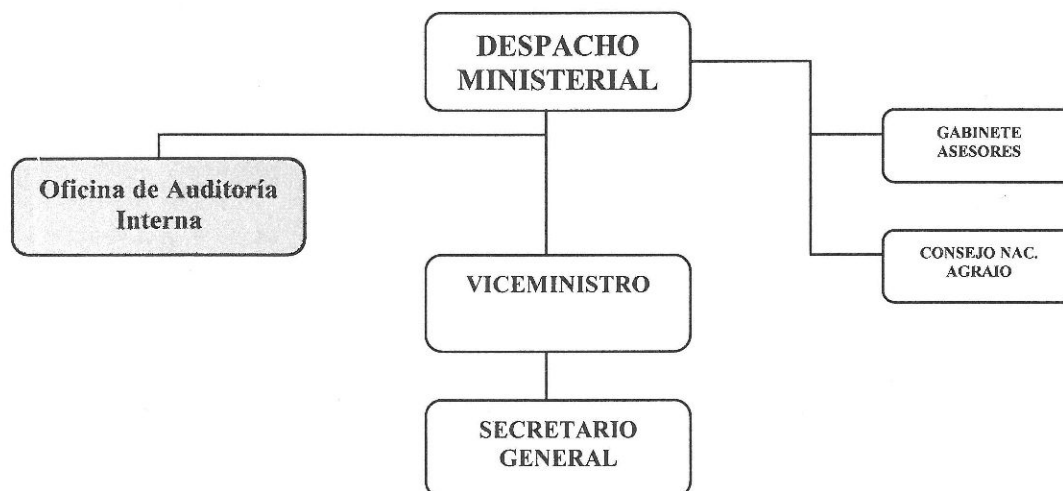 DESPACHO
MINISTERIAL
GABINETE
ASESORES
Oficina de Auditoría
Interna
CONSEJO NAC.
AGRAIO
VICEMINISTRO
SECRETARIO
GENERAL